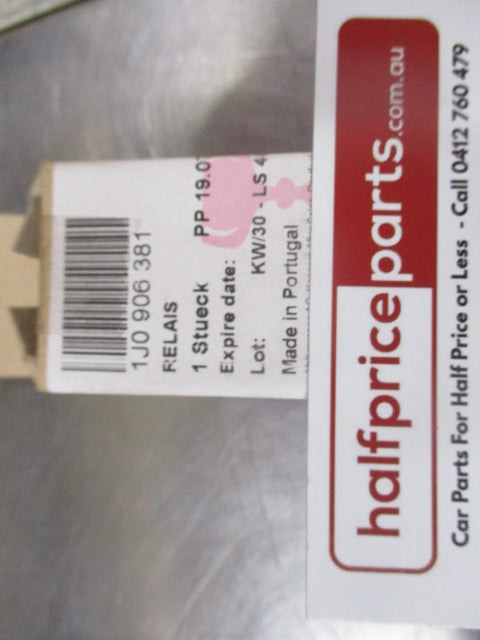 1J0 906 381
RELAIS
1 Stueck PP 19.0
Expire date:
Lot: KW/30 - LS 4
Made in Portugal
halfpriceparts.com.au
Car Parts For Half Price or Less - Call 0412 760 479